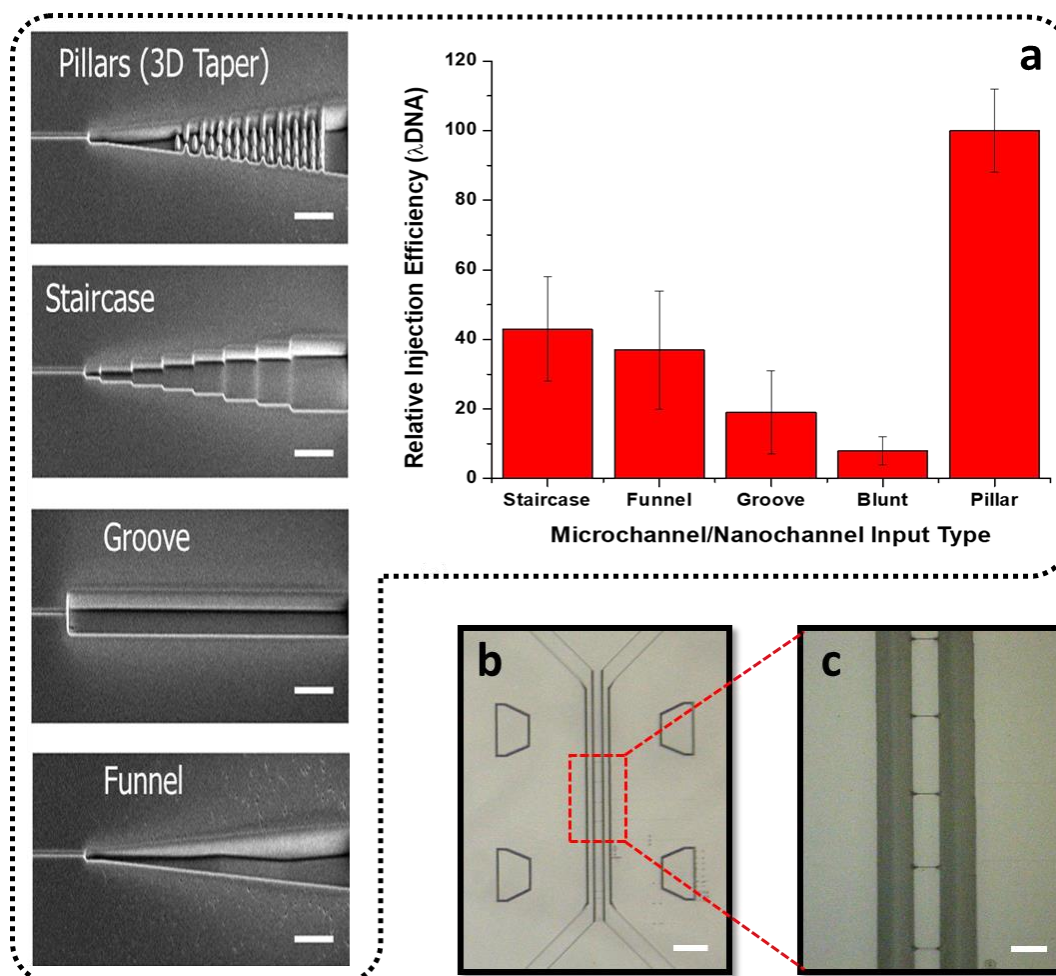 Pillars (3D Taper)
Staircase
Groove
Funnel
a
Relative Injection Efficiency (λDNA)
120
100
80
60
40
20
0
Staircase Funnel Groove Blunt Pillar
Microchannel/Nanochannel Input Type
b
c